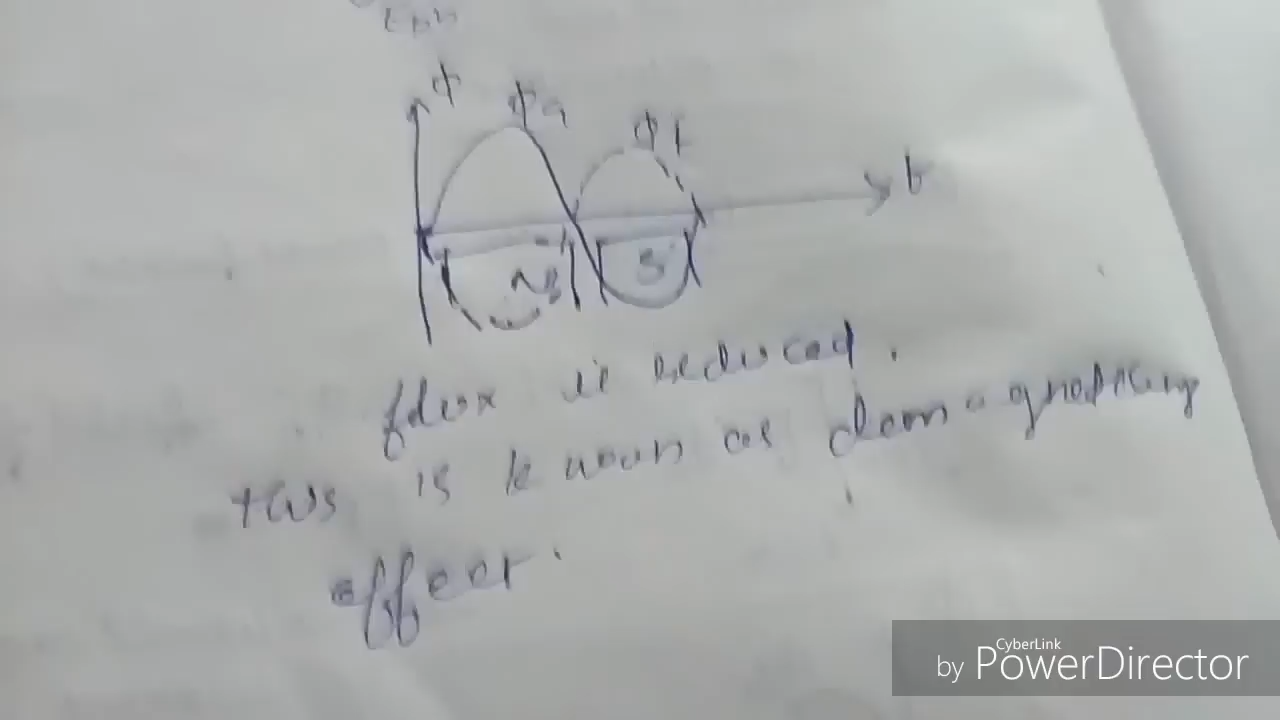 Φ
Φa
Φf
t
N
S
flux is reduced.
this is known as demagnetising
effect.
CyberLink
by PowerDirector